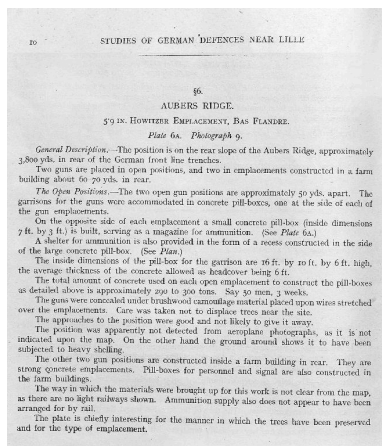 10 STUDIES OF GERMAN DEFENCES NEAR LILLE
§6.
AUBERS RIDGE.
5·9 IN. HOWITZER EMPLACEMENT, BAS FLANDRE.
Plate 6A. Photograph 9.
General Description.—The position is on the rear slope of the Aubers Ridge, approximately
3,800 yds. in rear of the German front line trenches.
Two guns are placed in open positions, and two in emplacements constructed in a farm
building about 60-70 yds. in rear.
The Open Positions.—The two open gun positions are approximately 50 yds. apart. The
garrisons for the guns were accommodated in concrete pill-boxes, one at the side of each of
the gun emplacements.
On the opposite side of each emplacement a small concrete pill-box (inside dimensions
7 ft. by 3 ft.) is built, serving as a magazine for ammunition. (See Plate 6A.)
A shelter for ammunition is also provided in the form of a recess constructed in the side
of the large concrete pill-box. (See Plan.)
The inside dimensions of the pill-box for the garrison are 16 ft. by 10 ft. by 6 ft. high,
the average thickness of the concrete allowed as headcover being 6 ft.
The total amount of concrete used on each open emplacement to construct the pill-boxes
as detailed above is approximately 200 to 300 tons. Say 50 men, 3 weeks.
The guns were concealed under brushwood camouflage material placed upon wires stretched
over the emplacements. Care was taken not to displace trees near the site.
The approaches to the position were good and not likely to give it away.
The position was apparently not detected from aeroplane photographs, as it is not
indicated upon the map. On the other hand the ground around shows it to have been
subjected to heavy shelling.
The other two gun positions are constructed inside a farm building in rear. They are
strong concrete emplacements. Pill-boxes for personnel and signal are also constructed in
the farm buildings.
The way in which the materials were brought up for this work is not clear from the map,
as there are no light railways shown. Ammunition supply also does not appear to have been
arranged for by rail.
The plate is chiefly interesting for the manner in which the trees have been preserved
and for the type of emplacement.